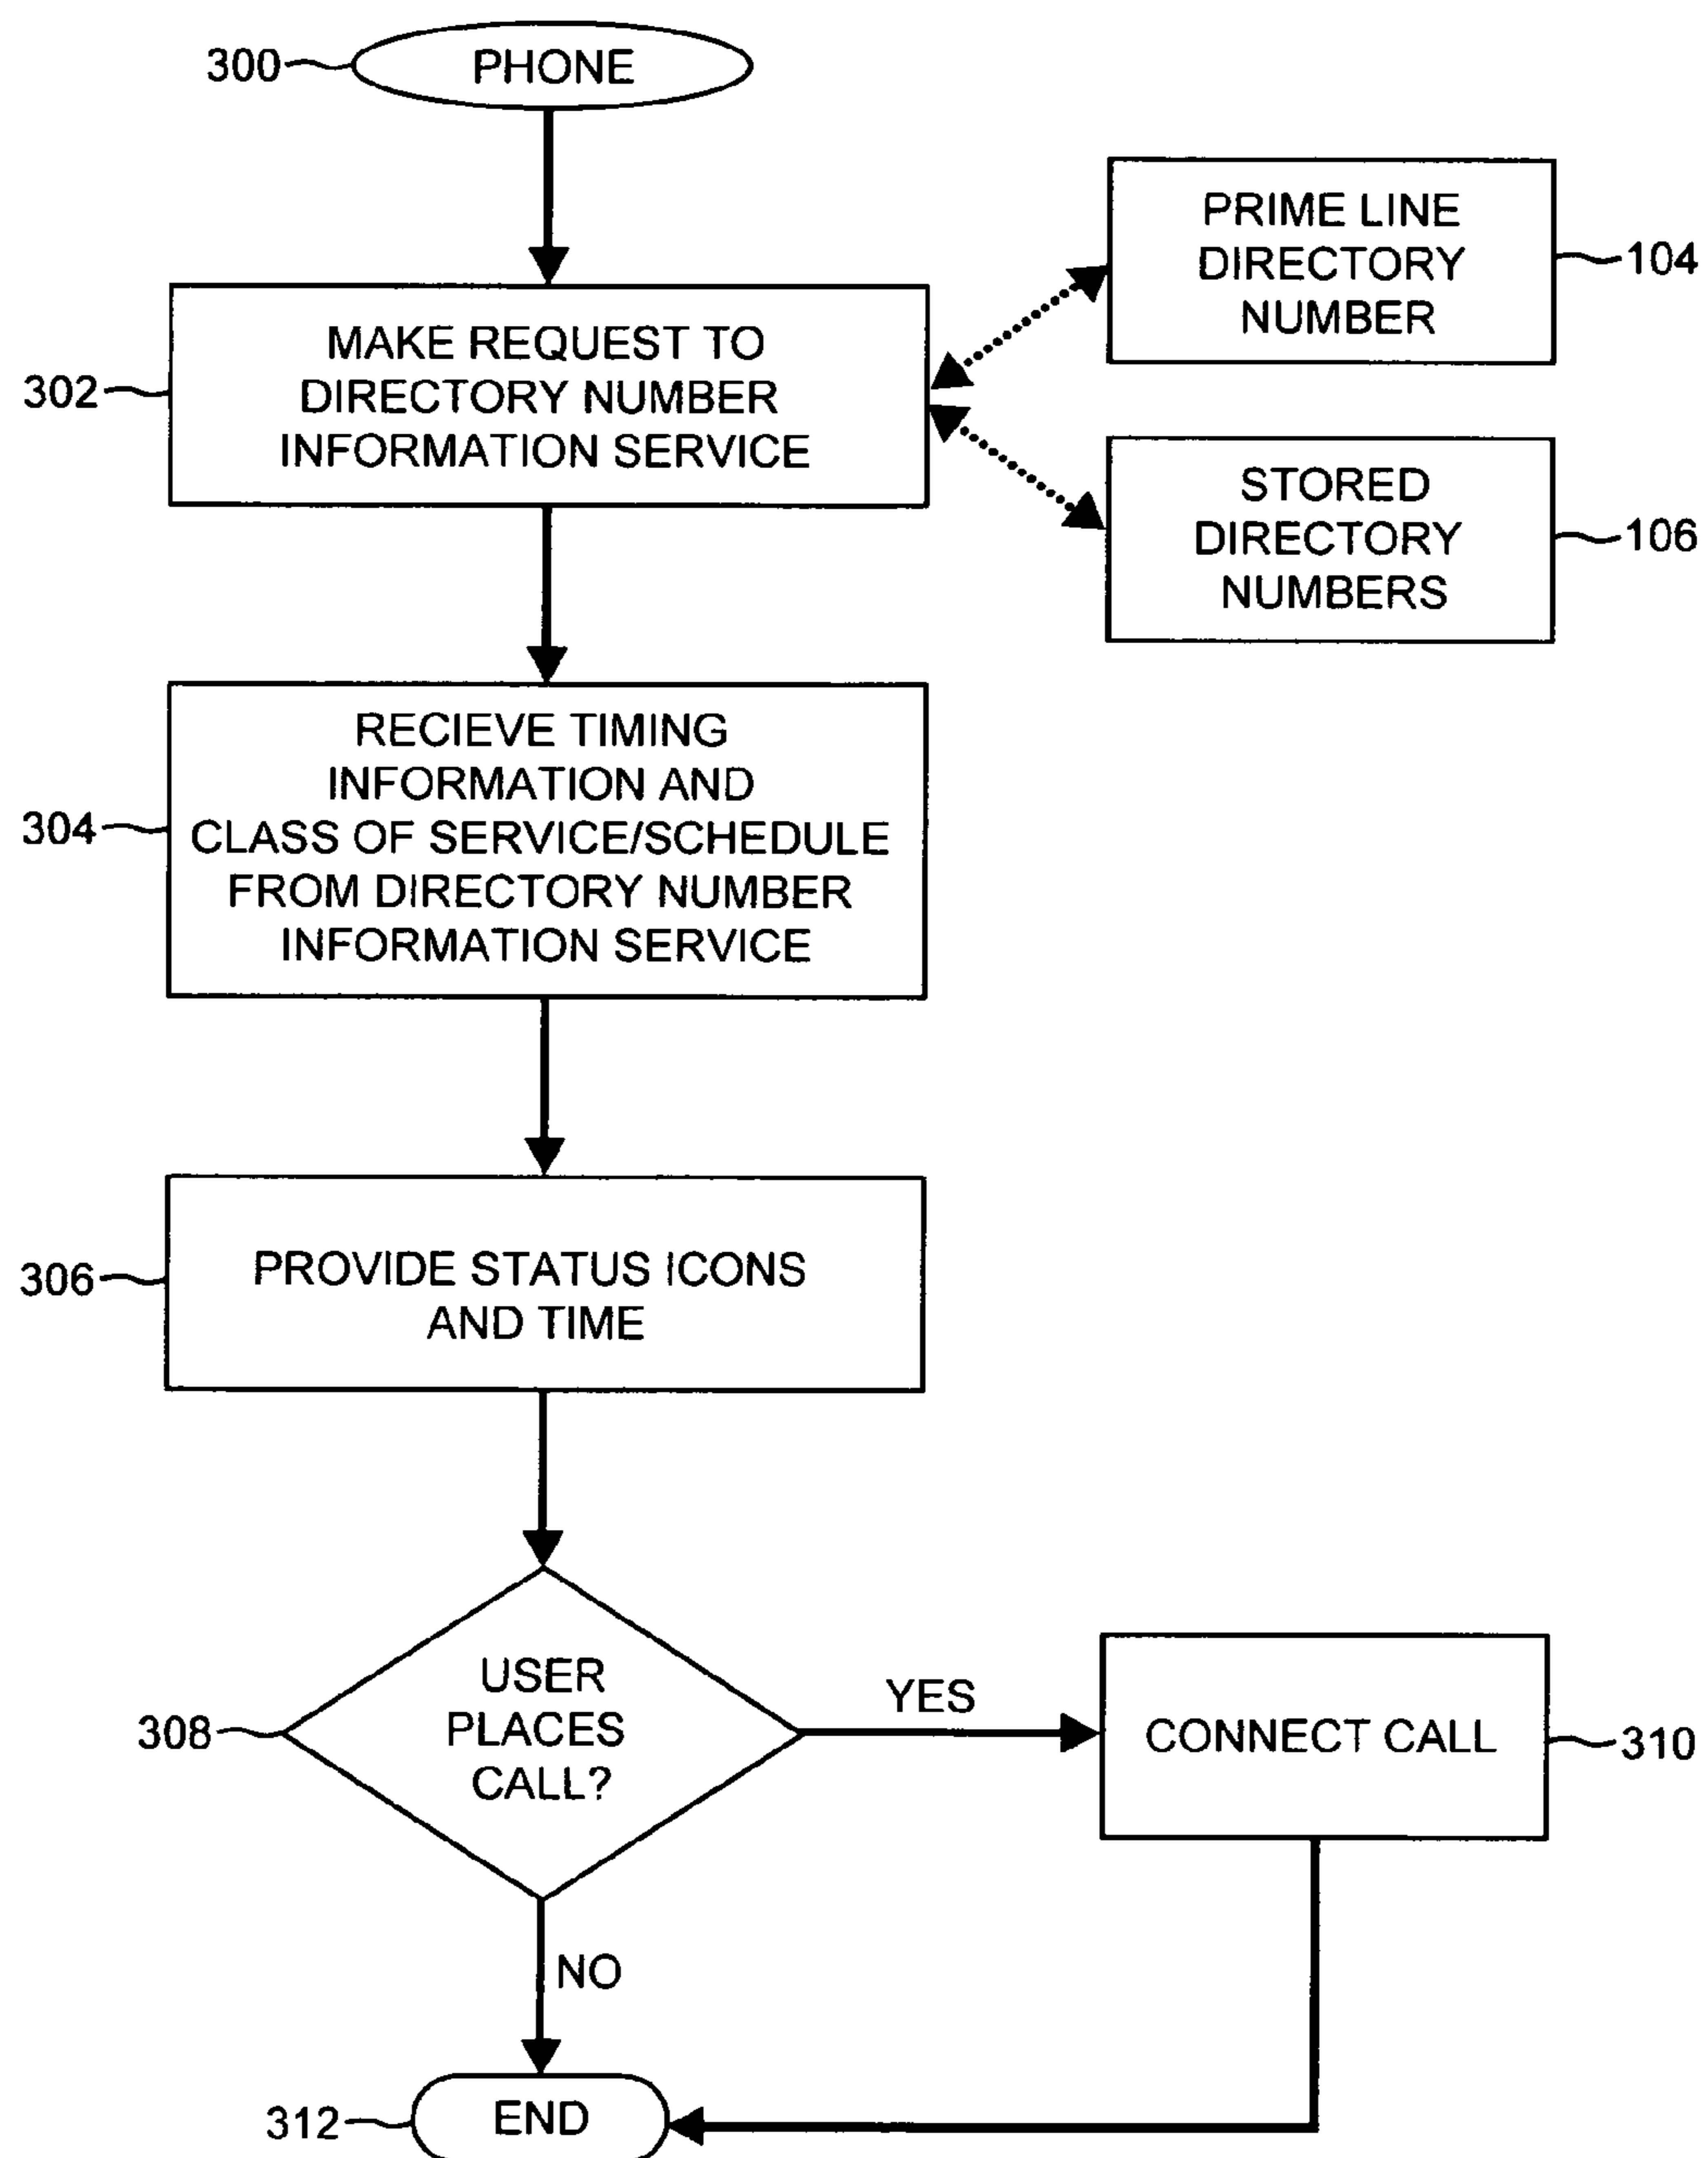 300
PHONE
PRIME LINE
DIRECTORY
NUMBER
104
302
MAKE REQUEST TO
DIRECTORY NUMBER
INFORMATION SERVICE
STORED
DIRECTORY
NUMBERS
106
304
RECIEVE TIMING
INFORMATION AND
CLASS OF SERVICE/SCHEDULE
FROM DIRECTORY NUMBER
INFORMATION SERVICE
306
PROVIDE STATUS ICONS
AND TIME
308
USER
PLACES
CALL?
YES
CONNECT CALL
310
NO
312
END